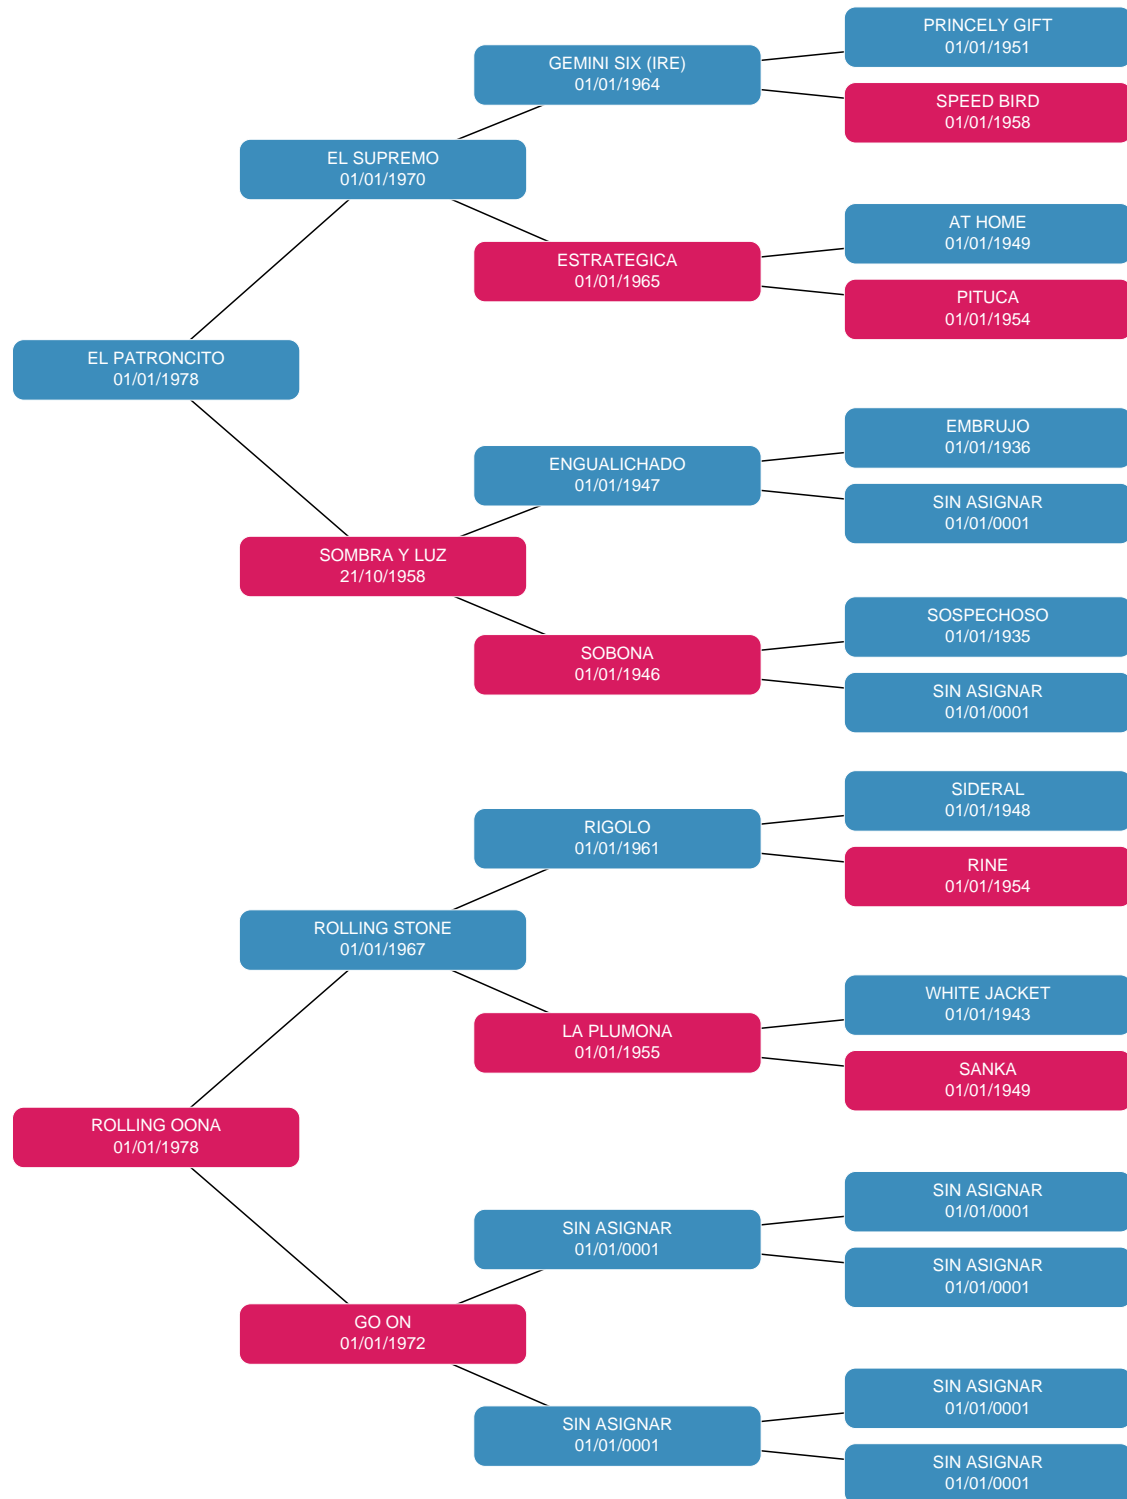 PRINCELY GIFT
01/01/1951
GEMINI SIX (IRE)
01/01/1964
SPEED BIRD
01/01/1958
EL SUPREMO
01/01/1970
AT HOME
01/01/1949
ESTRATEGICA
01/01/1965
PITUCA
01/01/1954
EL PATRONCITO
01/01/1978
EMBRUJO
01/01/1936
ENGUALICHADO
01/01/1947
SIN ASIGNAR
01/01/0001
SOMBRA Y LUZ
21/10/1958
SOSPECHOSO
01/01/1935
SOBONA
01/01/1946
SIN ASIGNAR
01/01/0001
SIDERAL
01/01/1948
RIGOLO
01/01/1961
RINE
01/01/1954
ROLLING STONE
01/01/1967
WHITE JACKET
01/01/1943
LA PLUMONA
01/01/1955
SANKA
01/01/1949
ROLLING OONA
01/01/1978
SIN ASIGNAR
01/01/0001
SIN ASIGNAR
01/01/0001
SIN ASIGNAR
01/01/0001
GO ON
01/01/1972
SIN ASIGNAR
01/01/0001
SIN ASIGNAR
01/01/0001
SIN ASIGNAR
01/01/0001